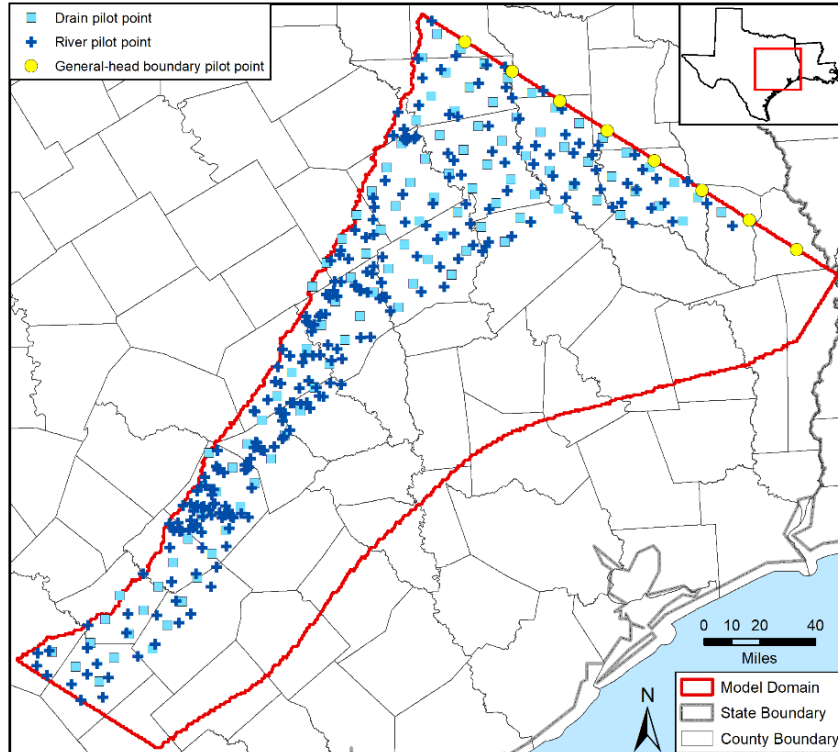 Drain pilot point
River pilot point
General-head boundary pilot point
0 10 20 40
Miles
N
Model Domain
State Boundary
County Boundary